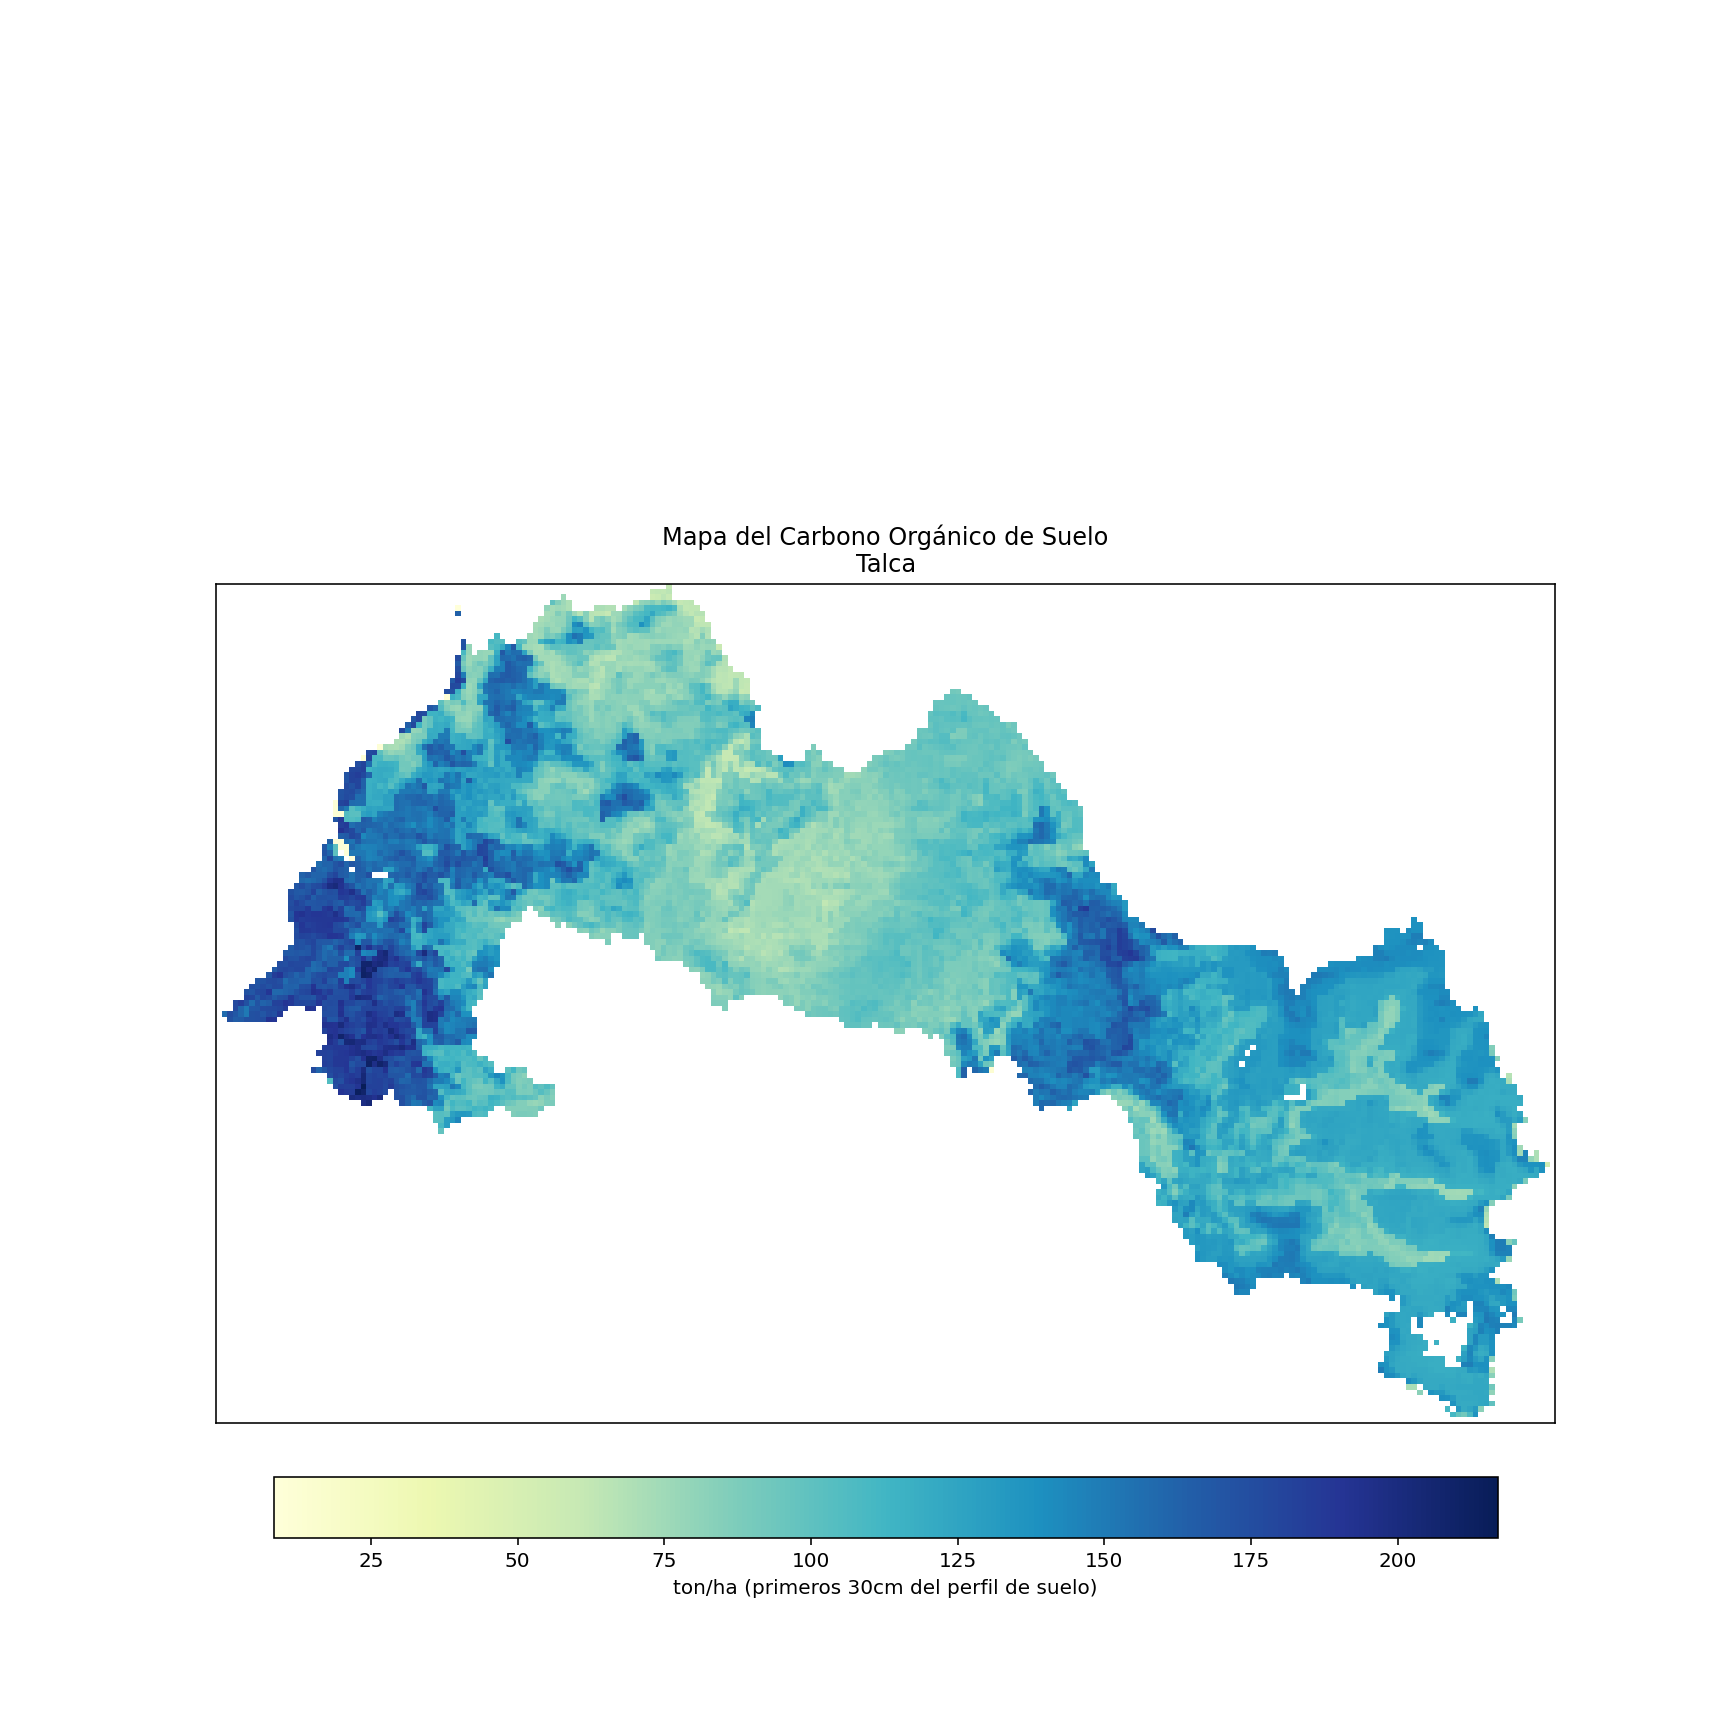 Mapa del Carbono Orgánico de Suelo
Talca
25 50 75 100 125 150 175 200
ton/ha (primeros 30cm del perfil de suelo)